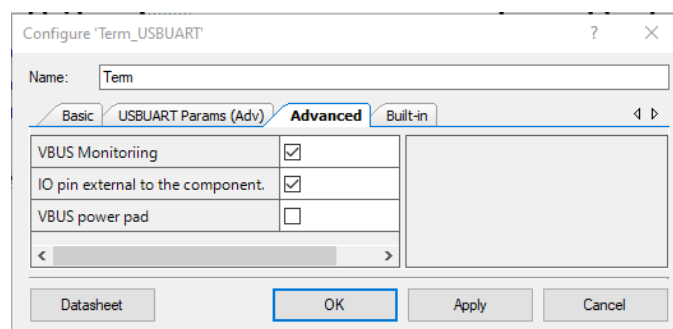 Configure 'Term_USBUART'
?
Name:
Term
Basic
USBUART Params (Adv)
Advanced
Built-in
VBUS Monitoriing
IO pin external to the component.
VBUS power pad
Datasheet
OK
Apply
Cancel